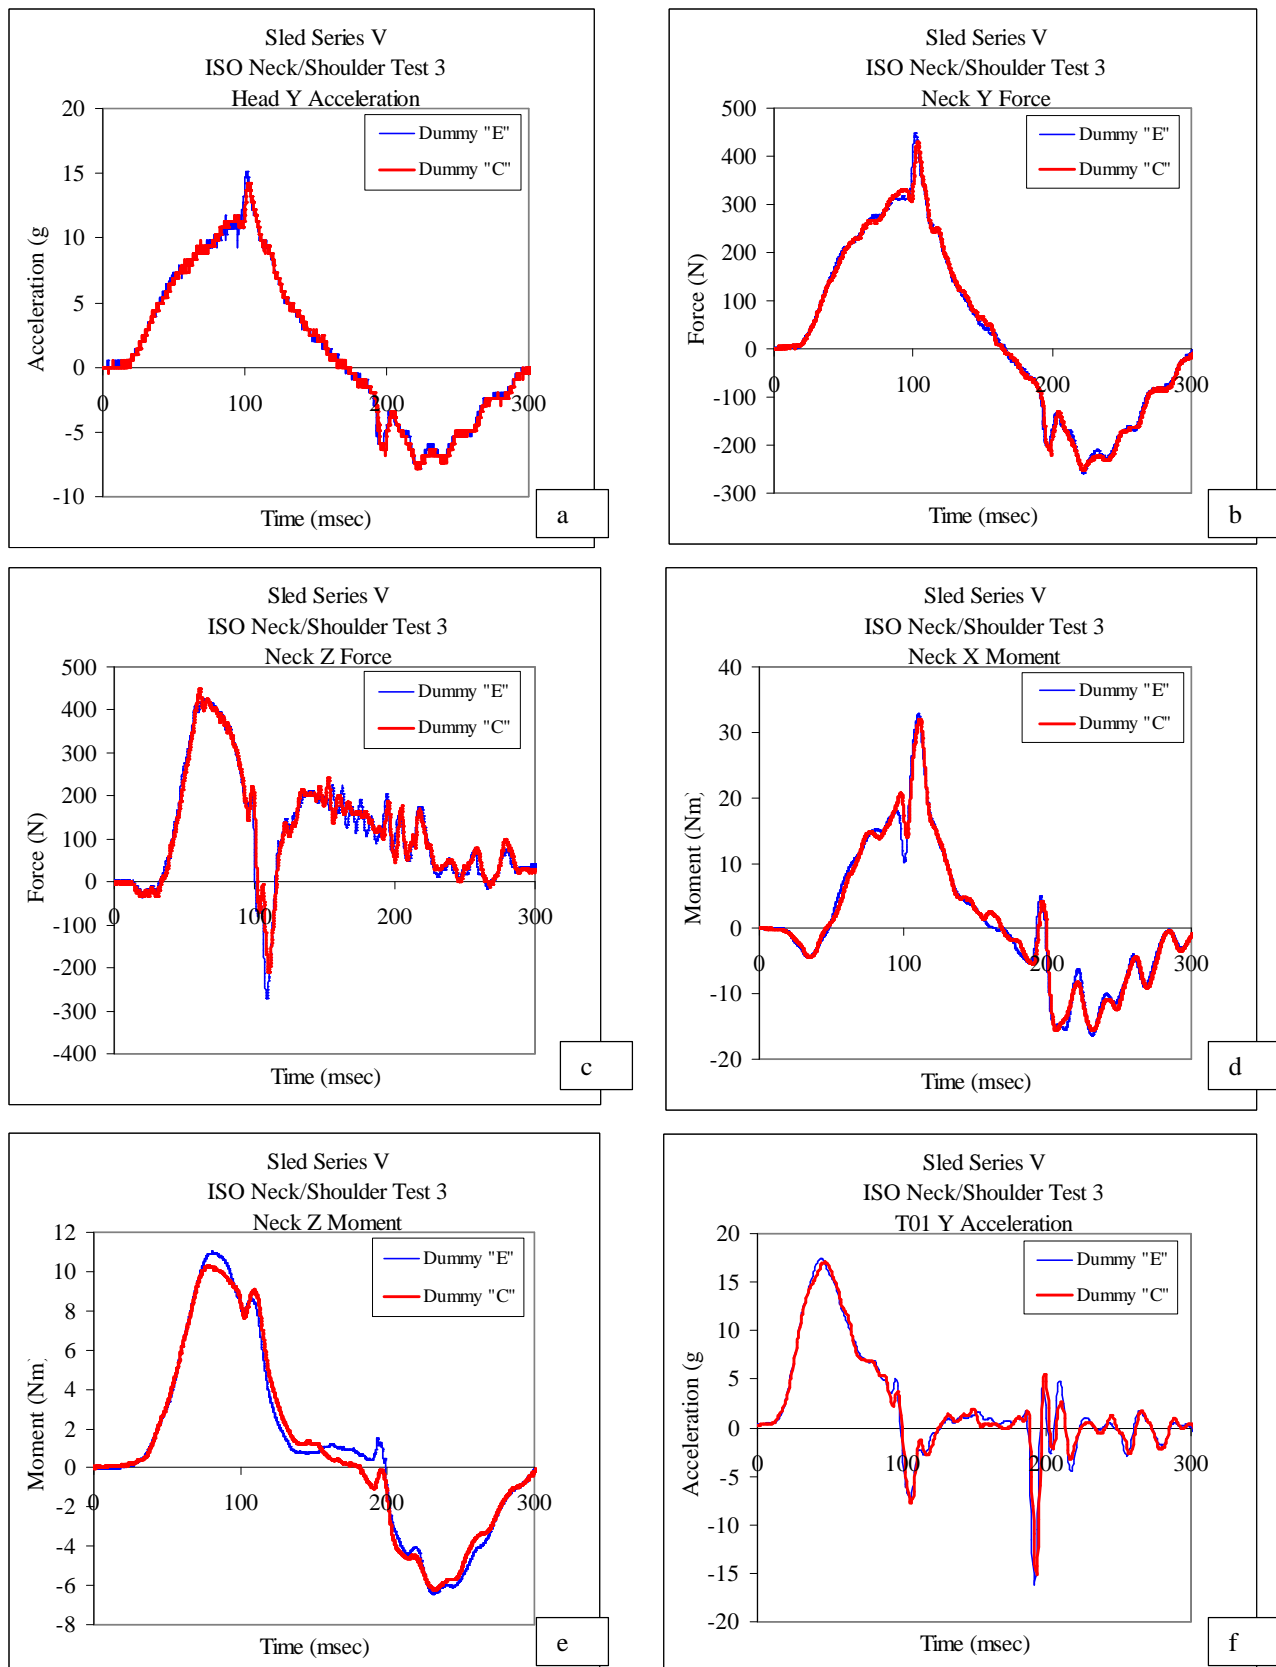 Sled Series V
ISO Neck/Shoulder Test 3
Head Y Acceleration
20
15
10
5
0
-5
-10
0
100
200
300
Acceleration (g
Time (msec)
Dummy "E"
Dummy "C"
a
Sled Series V
ISO Neck/Shoulder Test 3
Neck Y Force
500
400
300
200
100
0
-100
-200
-300
0
100
200
300
Force (N)
Time (msec)
Dummy "E"
Dummy "C"
b
Sled Series V
ISO Neck/Shoulder Test 3
Neck Z Force
500
400
300
200
100
0
-100
-200
-300
-400
0
100
200
300
Force (N)
Time (msec)
Dummy "E"
Dummy "C"
c
Sled Series V
ISO Neck/Shoulder Test 3
Neck X Moment
40
30
20
10
0
-10
-20
0
100
200
300
Moment (Nm)
Time (msec)
Dummy "E"
Dummy "C"
d
Sled Series V
ISO Neck/Shoulder Test 3
Neck Z Moment
12
10
8
6
4
2
0
-2
-4
-6
-8
0
100
200
300
Moment (Nm)
Time (msec)
Dummy "E"
Dummy "C"
e
Sled Series V
ISO Neck/Shoulder Test 3
T01 Y Acceleration
20
15
10
5
0
-5
-10
-15
-20
0
100
200
300
Acceleration (g
Time (msec)
Dummy "E"
Dummy "C"
f